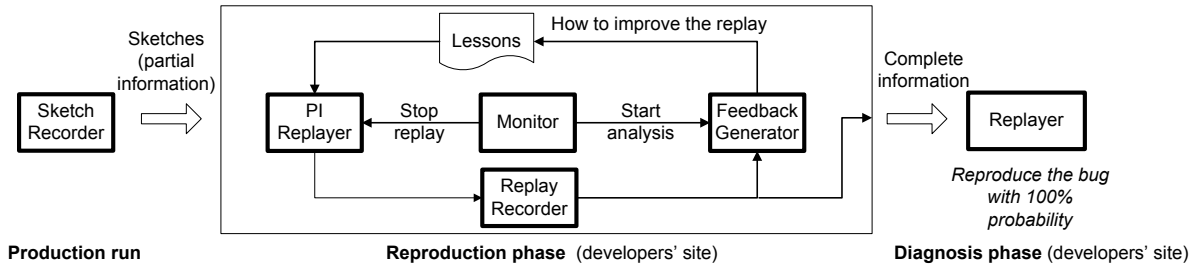 Sketches
(partial
information)
Sketch
Recorder
How to improve the replay
Lessons
PI
Replayer
Stop
replay
Monitor
Start
analysis
Feedback
Generator
Replay
Recorder
Complete
information
Replayer
Reproduce the bug
with 100%
probability
Production run
Reproduction phase (developers' site)
Diagnosis phase (developers' site)